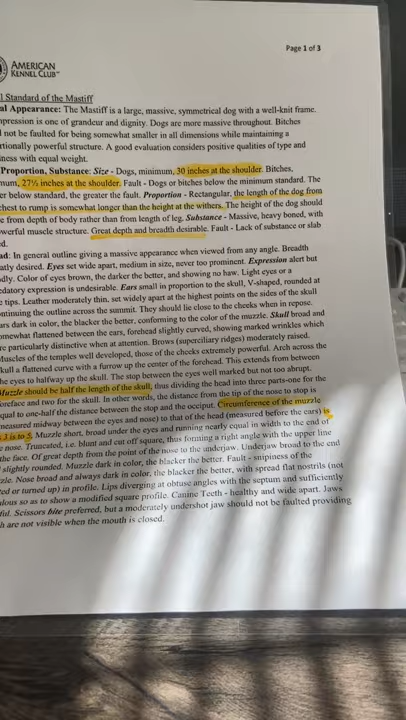 Page 1 of 3
AMERICAN
KENNEL CLUB
Standard of the Mastiff
al Appearance: The Mastiff is a large, massive, symmetrical dog with a well-knit frame.
pression is one of grandeur and dignity. Dogs are more massive throughout. Bitches
not be faulted for being somewhat smaller in all dimensions while maintaining a
rtionally powerful structure. A good evaluation considers positive qualities of type and
ness with equal weight.
Proportion, Substance: Size - Dogs, minimum, 30 inches at the shoulder. Bitches,
mum, 27½ inches at the shoulder. Fault - Dogs or bitches below the minimum standard. The
er below standard, the greater the fault. Proportion - Rectangular, the length of the dog from
chest to rump is somewhat longer than the height at the withers. The height of the dog should
e from depth of body rather than from length of leg. Substance - Massive, heavy boned, with
werful muscle structure. Great depth and breadth desirable. Fault - Lack of substance or slab
ed.
ad: In general outline giving a massive appearance when viewed from any angle. Breadth
atly desired. Eyes set wide apart, medium in size, never too prominent. Expression alert but
dly. Color of eyes brown, the darker the better, and showing no haw. Light eyes or a
edatory expression is undesirable. Ears small in proportion to the skull, V-shaped, rounded at
e tips. Leather moderately thin, set widely apart at the highest points on the sides of the skull
ntinuing the outline across the summit. They should lie close to the cheeks when in repose.
ars dark in color, the blacker the better, conforming to the color of the muzzle. Skull broad and
omewhat flattened between the ears, forehead slightly curved, showing marked wrinkles which
re particularly distinctive when at attention. Brows (superciliary ridges) moderately raised.
Muscles of the temples well developed, those of the cheeks extremely powerful. Arch across the
kull a flattened curve with a furrow up the center of the forehead. This extends from between
he eyes to halfway up the skull. The stop between the eyes well marked but not too abrupt.
Muzzle should be half the length of the skull, thus dividing the head into three parts-one for the
foreface and two for the skull. In other words, the distance from the tip of the nose to stop is
equal to one-half the distance between the stop and the occiput. Circumference of the muzzle
measured midway between the eyes and nose) to that of the head (measured before the ears) is
s 3 is to 5. Muzzle short, broad under the eyes and running nearly equal in width to the end of
e nose. Truncated, i.e. blunt and cut off square, thus forming a right angle with the upper line
the face. Of great depth from the point of the nose to the underjaw. Underjaw broad to the end
slightly rounded. Muzzle dark in color, the blacker the better. Fault - snipiness of the
zle. Nose broad and always dark in color, the blacker the better, with spread flat nostrils (not
ted or turned up) in profile. Lips diverging at obtuse angles with the septum and sufficiently
dous so as to show a modified square profile. Canine Teeth - healthy and wide apart. Jaws
ful. Scissors bite preferred, but a moderately undershot jaw should not be faulted providing
h are not visible when the mouth is closed.